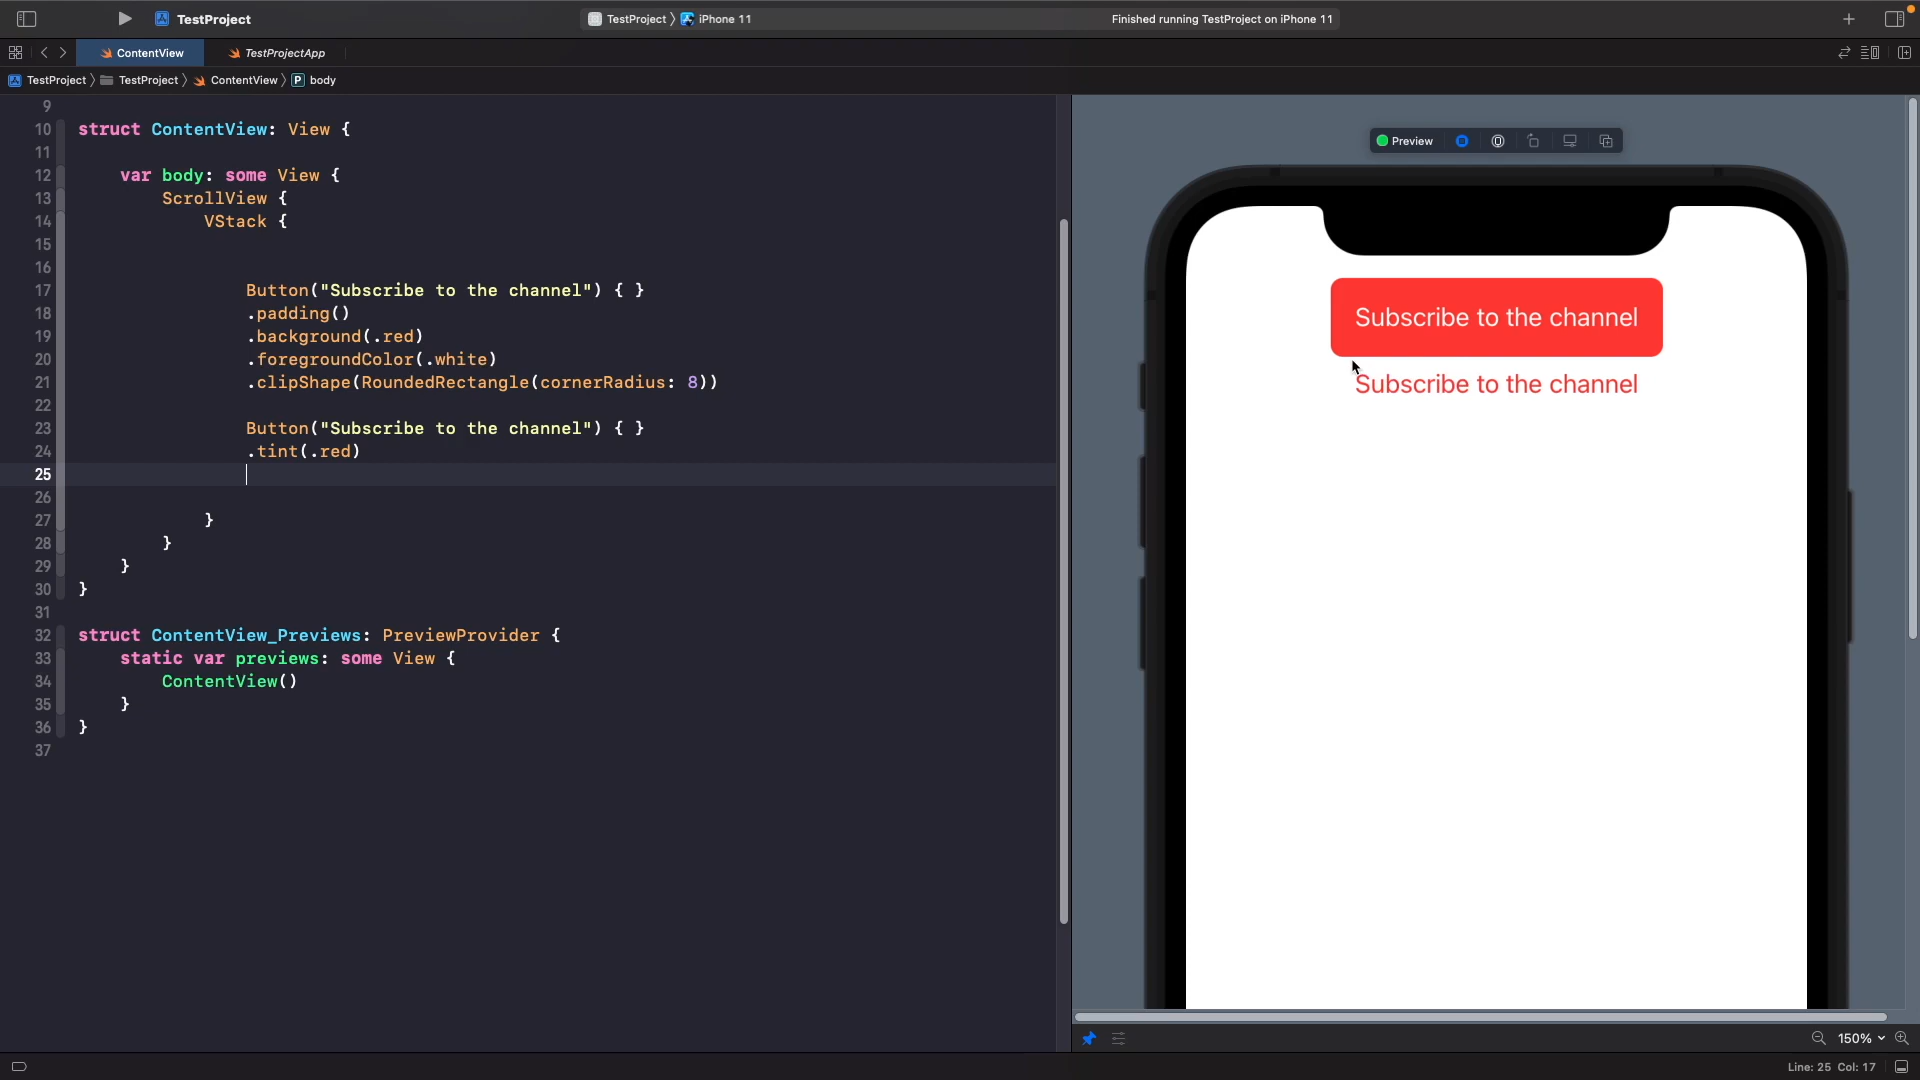 TestProject
TestProject 〉 iPhone 11
Finished running TestProject on iPhone 11
ContentView
TestProjectApp
TestProject 〉 TestProject 〉 ContentView 〉 P body
9
10 struct ContentView: View {
11
12 var body: some View {
13 ScrollView {
14 VStack {
15
16
17 Button("Subscribe to the channel") { }
18 .padding()
19 .background(.red)
20 .foregroundColor(.white)
21 .clipShape(RoundedRectangle(cornerRadius: 8))
22
23 Button("Subscribe to the channel") { }
24 .tint(.red)
25
26
27 }
28 }
29 }
30 }
31
32 struct ContentView_Previews: PreviewProvider {
33 static var previews: some View {
34 ContentView()
35 }
36 }
37
Preview
Subscribe to the channel
Subscribe to the channel
150%
Line: 25 Col: 17